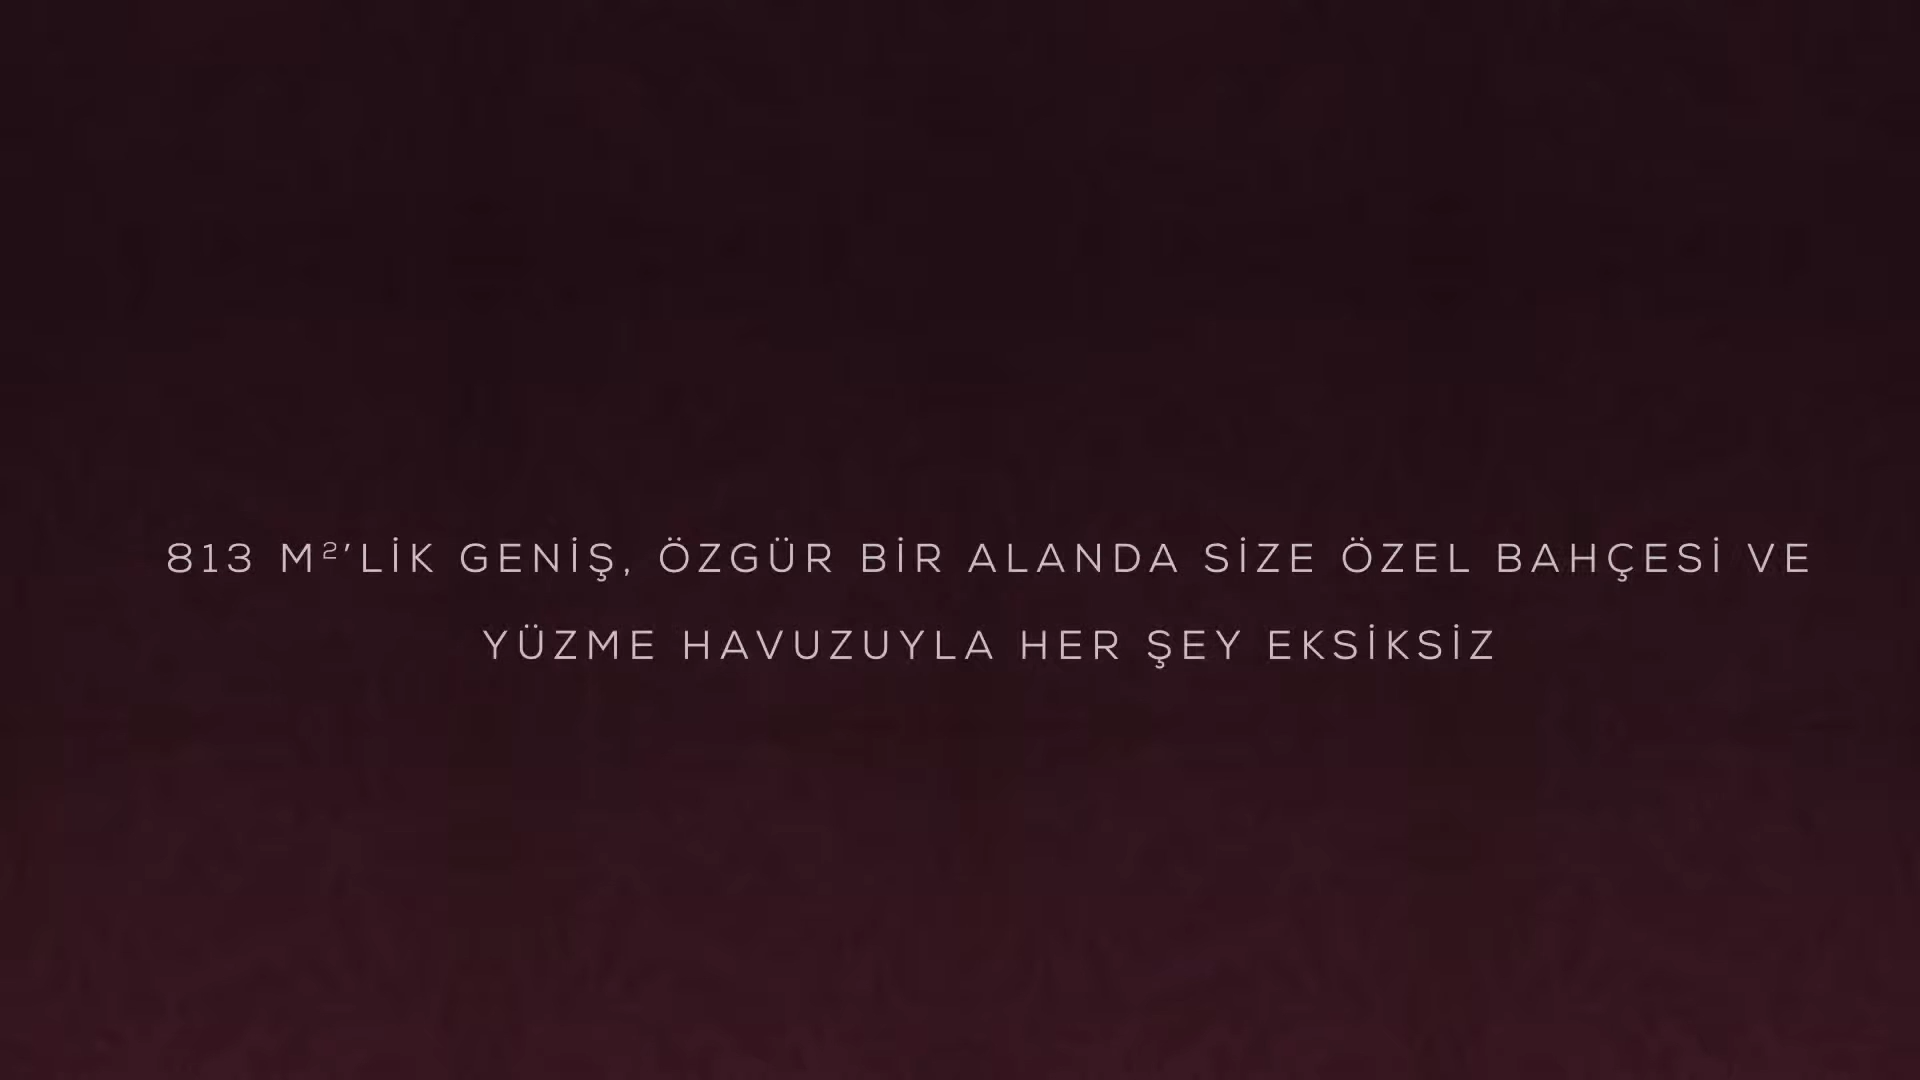 813 M²'LİK GENİŞ, ÖZGÜR BİR ALANDA SİZE ÖZEL BAHÇESİ VE
YÜZME HAVUZUYLA HER ŞEY EKSİKSİZ